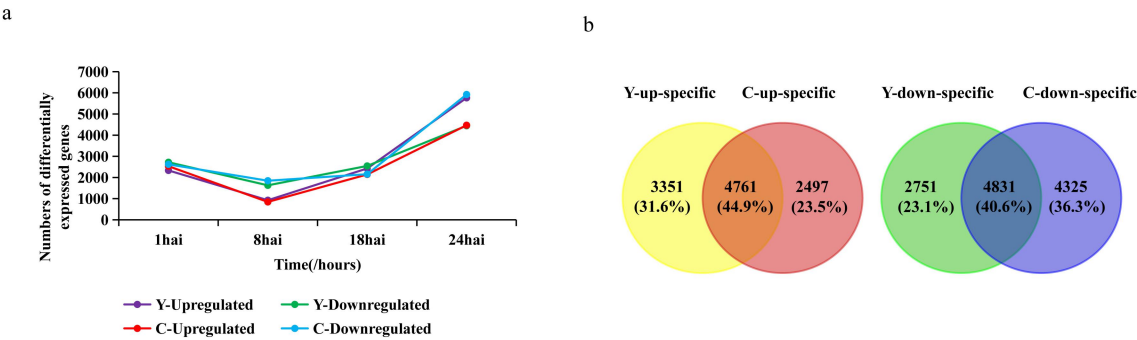 a
Numbers of differentially
expressed genes
7000
6000
5000
4000
3000
2000
1000
0
1hai 8hai 18hai 24hai
Time(/hours)
Y-Upregulated Y-Downregulated
C-Upregulated C-Downregulated
b
Y-up-specific C-up-specific
3351 4761 2497
(31.6%) (44.9%) (23.5%)
Y-down-specific C-down-specific
2751 4831 4325
(23.1%) (40.6%) (36.3%)